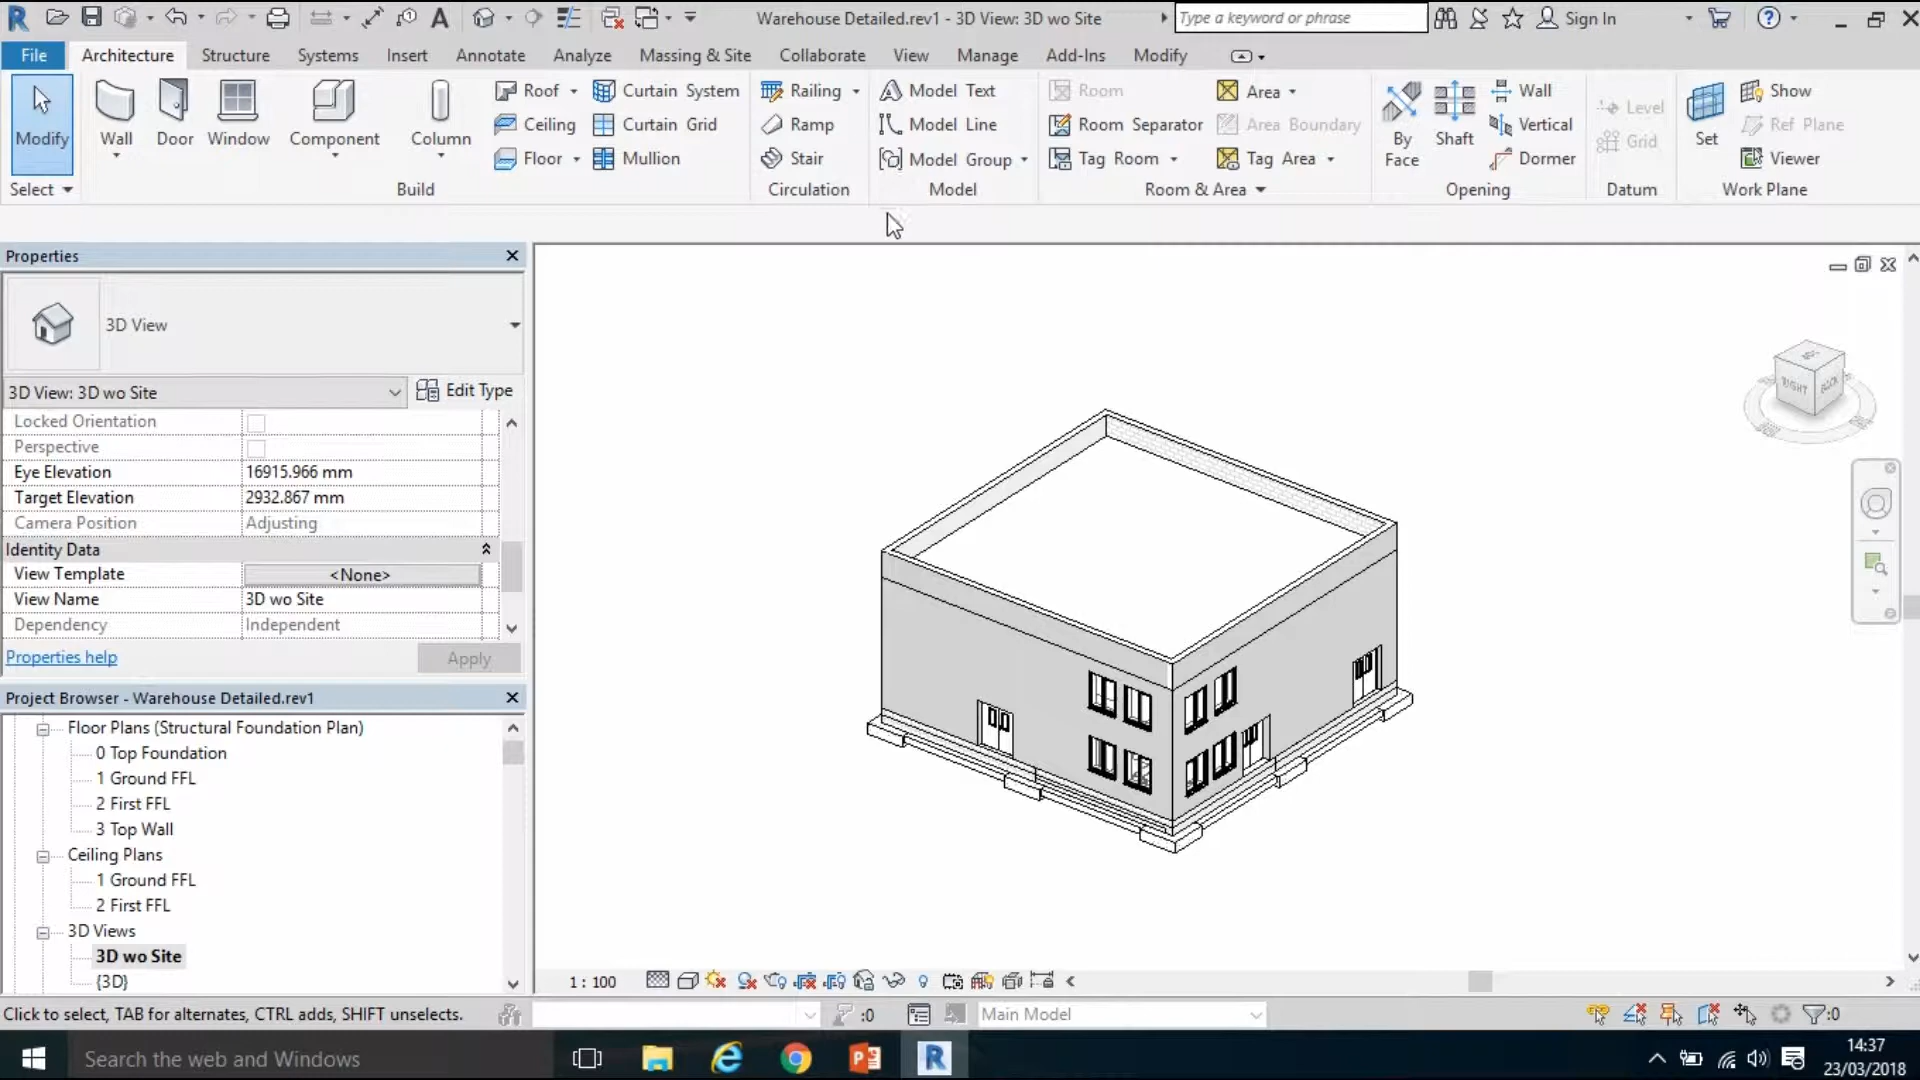 Warehouse Detailed.rev1 - 3D View: 3D wo Site
Type a keyword or phrase
Sign In
File Architecture Structure Systems Insert Annotate Analyze Massing & Site Collaborate View Manage Add-Ins Modify
Modify
Select
Wall
Door
Window
Component
Column
Roof
Ceiling
Floor
Curtain System
Curtain Grid
Mullion
Build
Railing
Ramp
Stair
Circulation
Model Text
Model Line
Model Group
Model
Room
Room Separator
Tag Room
Area
Area Boundary
Tag Area
Room & Area
By Face
Shaft
Wall
Vertical
Dormer
Opening
Level
Grid
Datum
Set
Show
Ref Plane
Viewer
Work Plane
Properties
3D View
3D View: 3D wo Site
Edit Type
Locked Orientation
Perspective
Eye Elevation 16915.966 mm
Target Elevation 2932.867 mm
Camera Position Adjusting
Identity Data
View Template <None>
View Name 3D wo Site
Dependency Independent
Properties help
Apply
Project Browser - Warehouse Detailed.rev1
Floor Plans (Structural Foundation Plan)
0 Top Foundation
1 Ground FFL
2 First FFL
3 Top Wall
Ceiling Plans
1 Ground FFL
2 First FFL
3D Views
3D wo Site
{3D}
RIGHT
BACK
1 : 100
Click to select, TAB for alternates, CTRL adds, SHIFT unselects.
:0
Main Model
:0
Search the web and Windows
14:37
23/03/2018